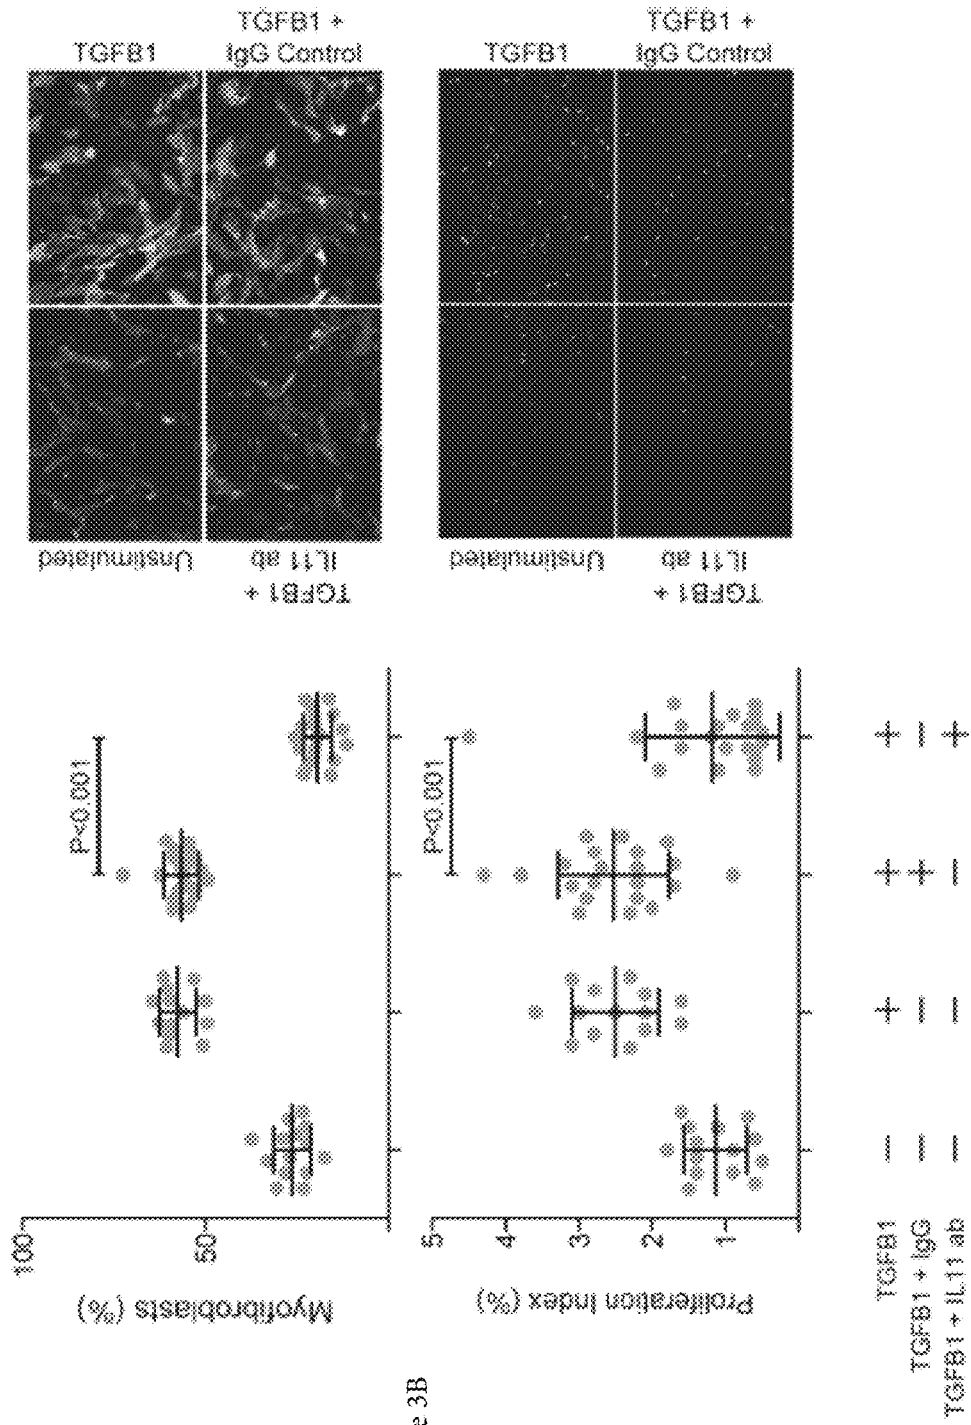 TGFB1
TGFB1 +
IgG Control
Unstimulated
TGFB1 +
IL11 ab
TGFB1
TGFB1 +
IgG Control
Unstimulated
TGFB1 +
IL11 ab
P<0.001
100
50
Myofibroblasts (%)
P<0.001
5
4
3
2
1
Proliferation Index (%)
TGFB1 − + + +
TGFB1 + IgG − − + −
TGFB1 + IL11 ab − − − +
e 3B